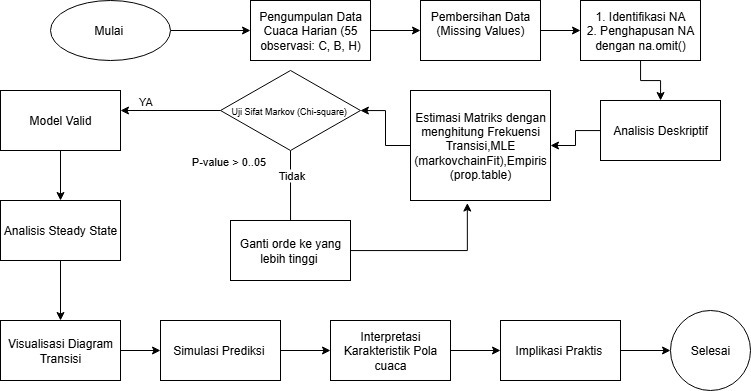 Mulai
Pengumpulan Data
Cuaca Harian (55
observasi: C, B, H)
Pembersihan Data
(Missing Values)
1. Identifikasi NA
2. Penghapusan NA
dengan na.omit()
Analisis Deskriptif
Estimasi Matriks dengan
menghitung Frekuensi
Transisi,MLE
(markovchainFit),Empiris
(prop.table)
Uji Sifat Markov (Chi-square)
YA
P-value > 0..05
Tidak
Ganti orde ke yang
lebih tinggi
Model Valid
Analisis Steady State
Visualisasi Diagram
Transisi
Simulasi Prediksi
Interpretasi
Karakteristik Pola
cuaca
Implikasi Praktis
Selesai